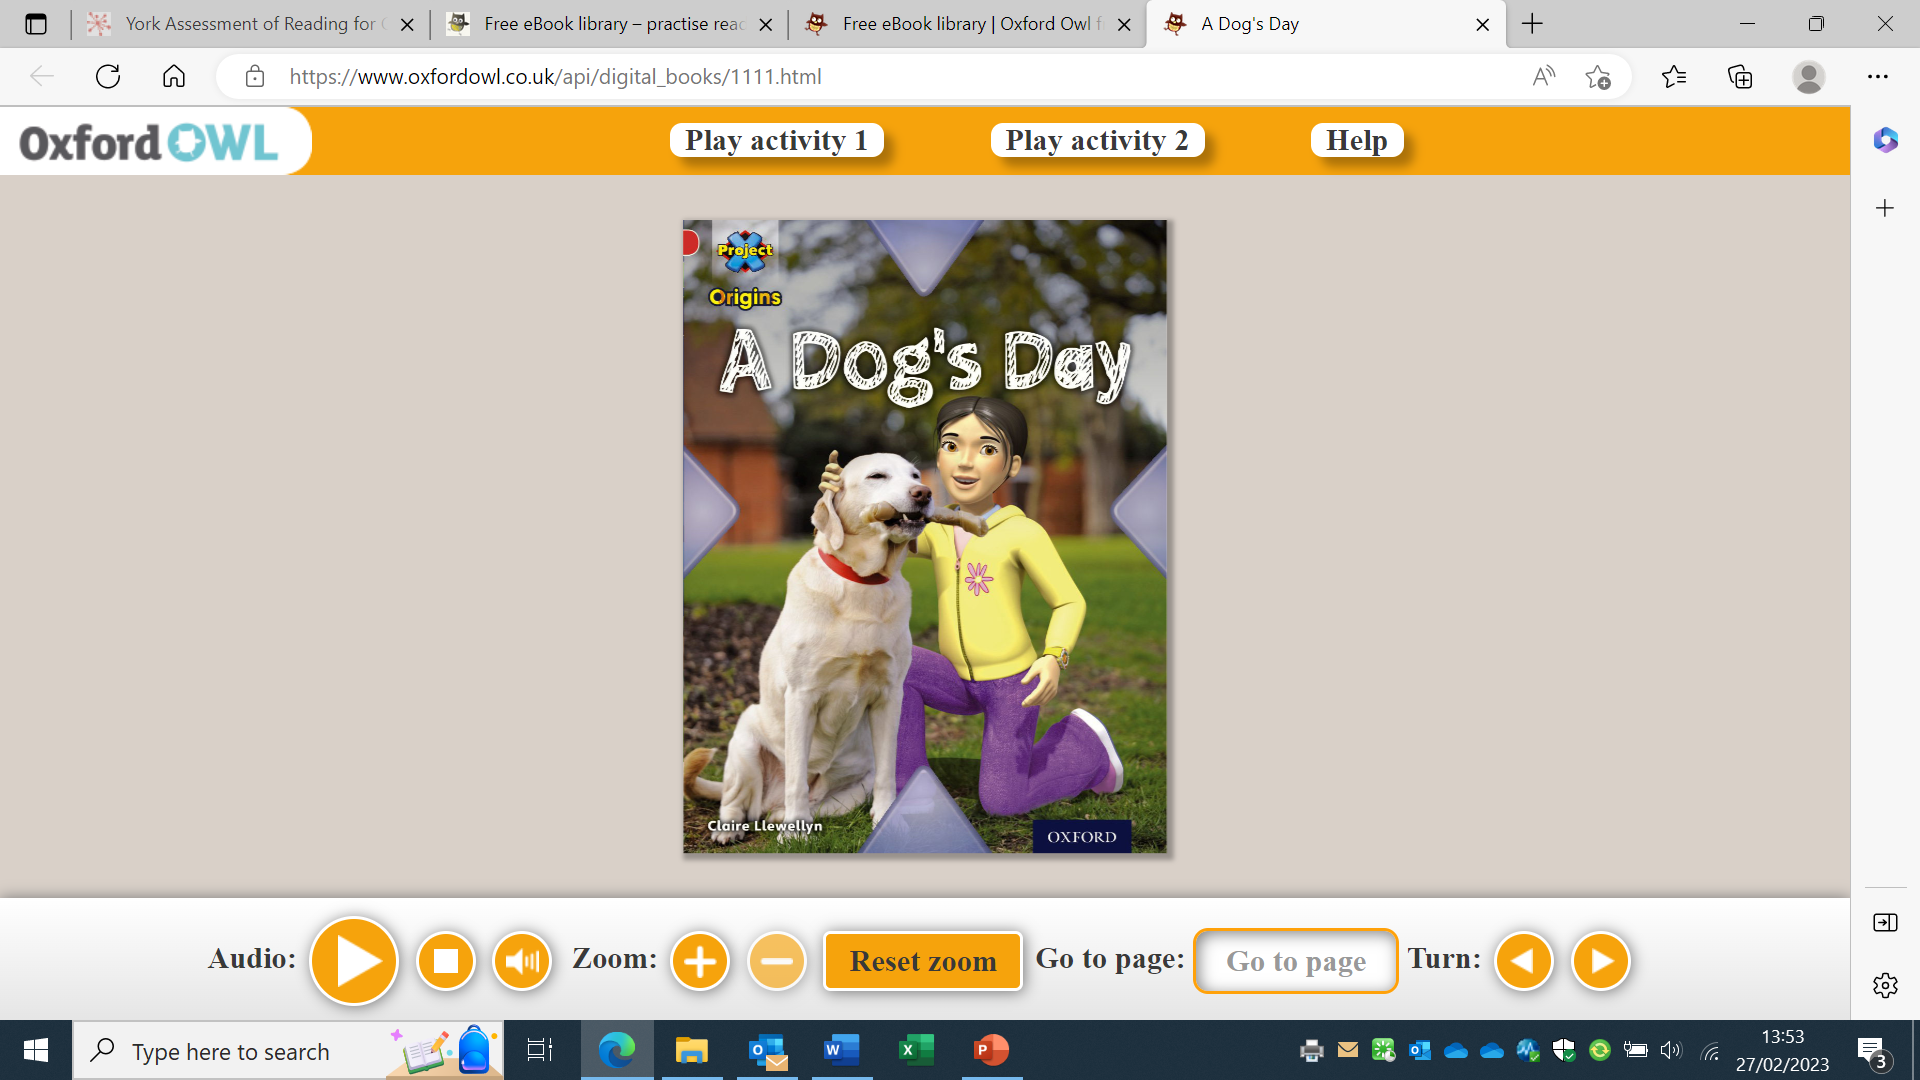 York Assessment of Reading for
Free eBook library – practise reac
Free eBook library | Oxford Owl f
A Dog's Day
https://www.oxfordowl.co.uk/api/digital_books/1111.html
Oxford OWL
Play activity 1
Play activity 2
Help
Project
X
Origins
A Dog's Day
Claire Llewellyn
OXFORD
Audio:
Zoom:
Reset zoom
Go to page:
Go to page
Turn:
Type here to search
13:53
27/02/2023
3